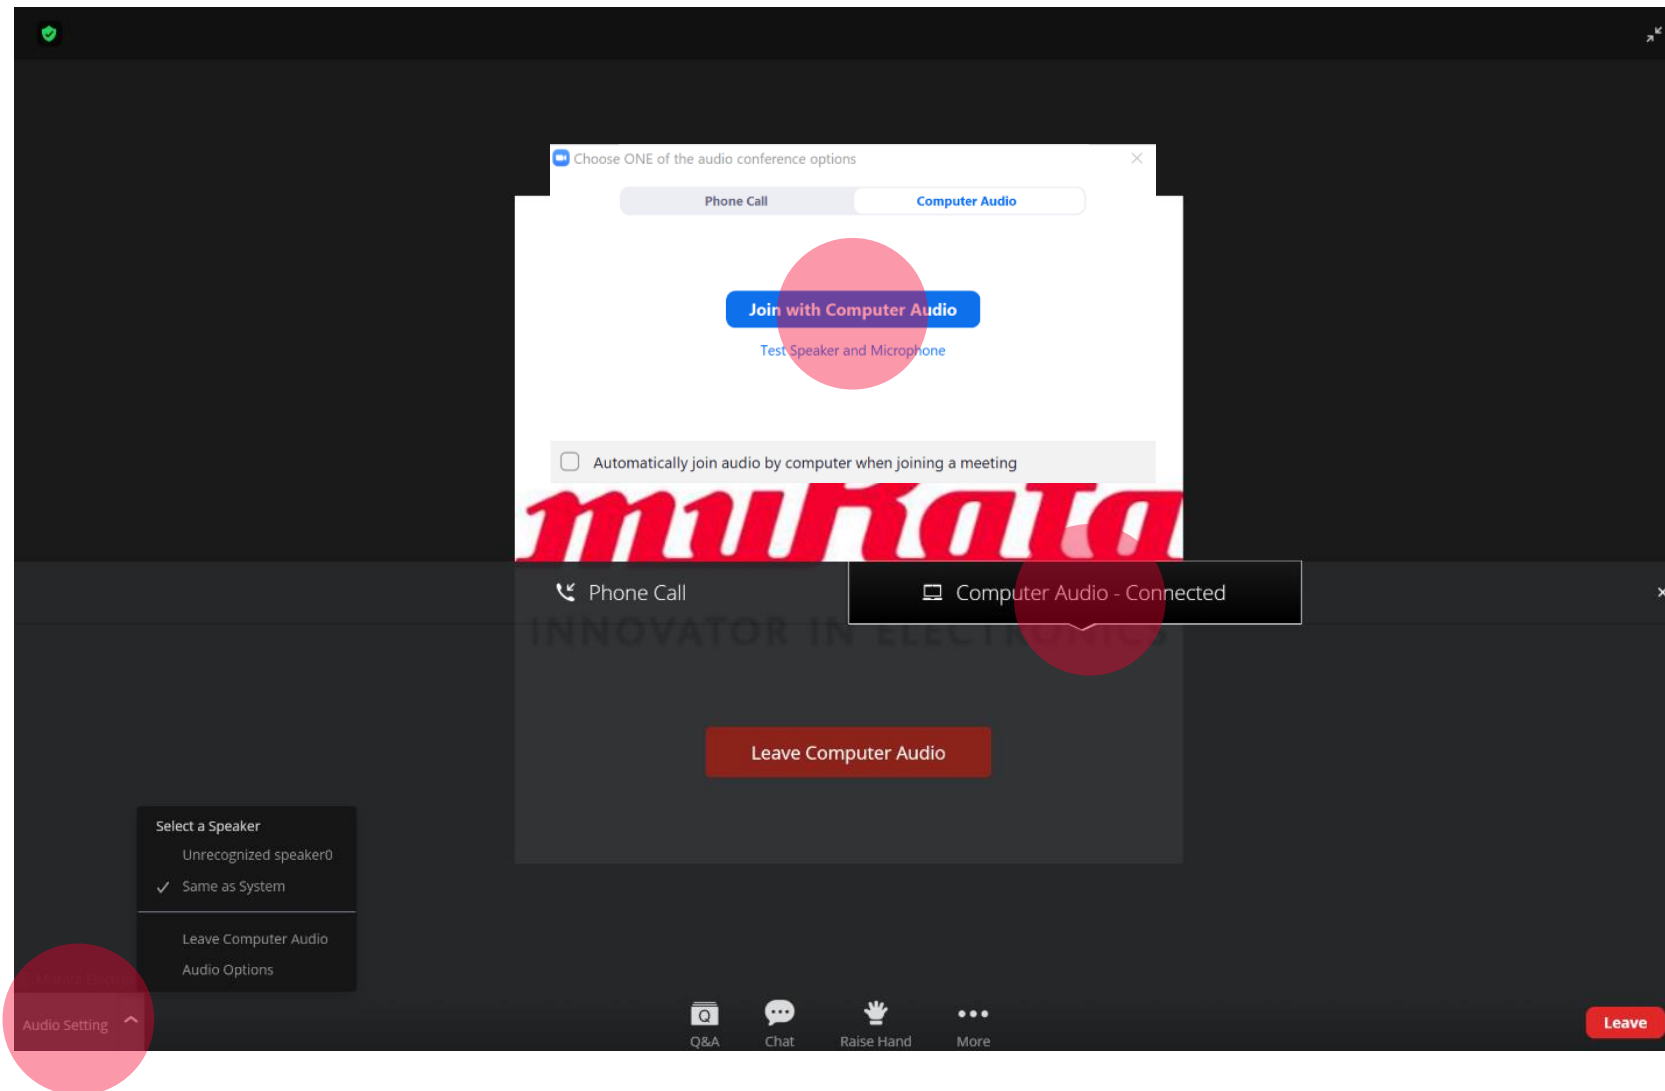 Choose ONE of the audio conference options
Phone Call
Computer Audio
Join with Computer Audio
Test Speaker and Microphone
Automatically join audio by computer when joining a meeting
muRata
Phone Call
Computer Audio - Connected
INNOVATOR IN ELECTRONICS
Leave Computer Audio
Select a Speaker
Unrecognized speaker0
Same as System
Leave Computer Audio
Audio Options
Audio Setting
Q
Q&A
Chat
Raise Hand
More
Leave